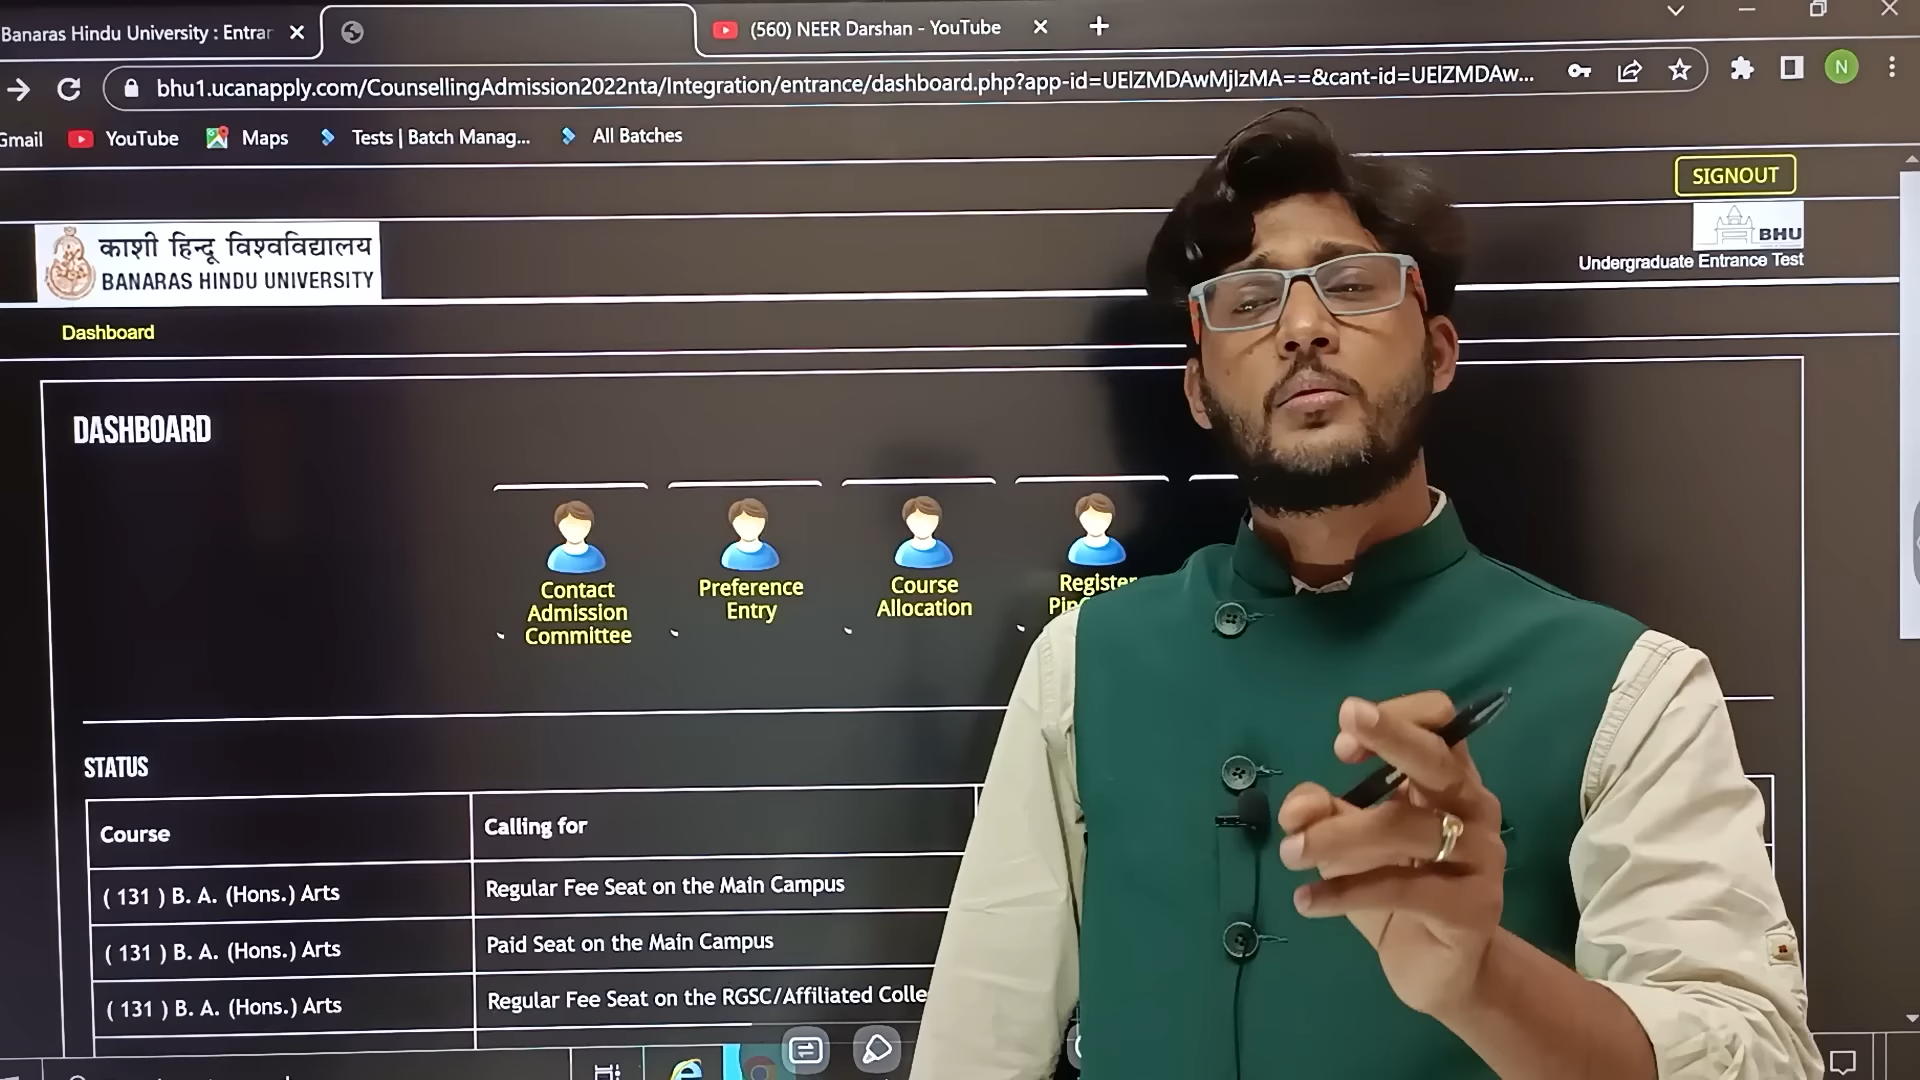 Banaras Hindu University : Entrar
(560) NEER Darshan - YouTube
bhu1.ucanapply.com/CounsellingAdmission2022nta/Integration/entrance/dashboard.php?app-id=UElZMDAwMjIzMA==&cant-id=UElZMDAw...
N
Gmail
YouTube
Maps
Tests | Batch Manag...
All Batches
SIGNOUT
काशी हिन्दू विश्वविद्यालय
BANARAS HINDU UNIVERSITY
BHU
Undergraduate Entrance Test
Dashboard
DASHBOARD
Contact
Admission
Committee
Preference
Entry
Course
Allocation
Register
STATUS
Course
Calling for
( 131 ) B. A. (Hons.) Arts
Regular Fee Seat on the Main Campus
( 131 ) B. A. (Hons.) Arts
Paid Seat on the Main Campus
( 131 ) B. A. (Hons.) Arts
Regular Fee Seat on the RGSC/Affiliated Colle